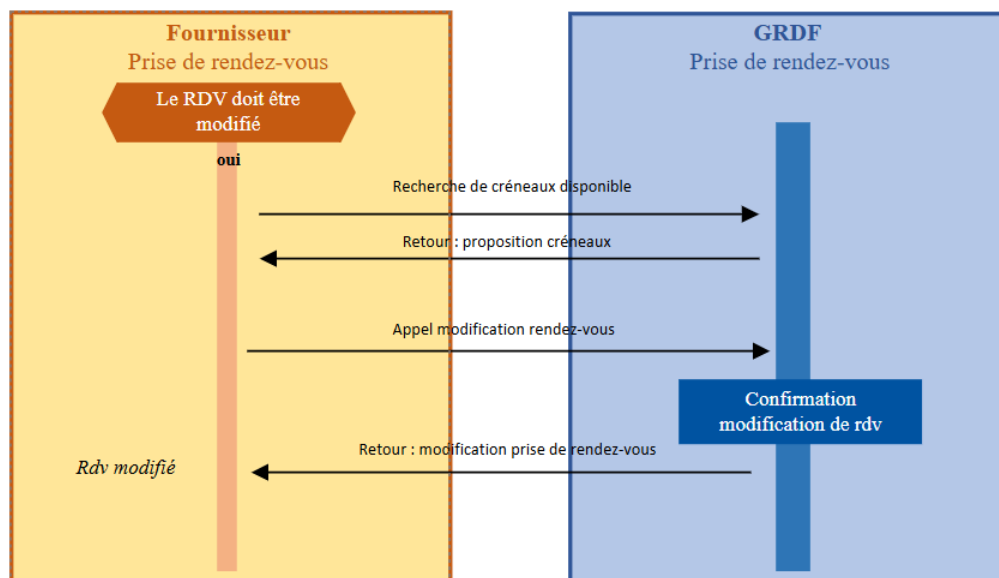 Fournisseur
Prise de rendez-vous
GRDF
Prise de rendez-vous
Le RDV doit être
modifié
oui
Recherche de créneaux disponible
Retour : proposition créneaux
Appel modification rendez-vous
Confirmation
modification de rdv
Retour : modification prise de rendez-vous
Rdv modifié